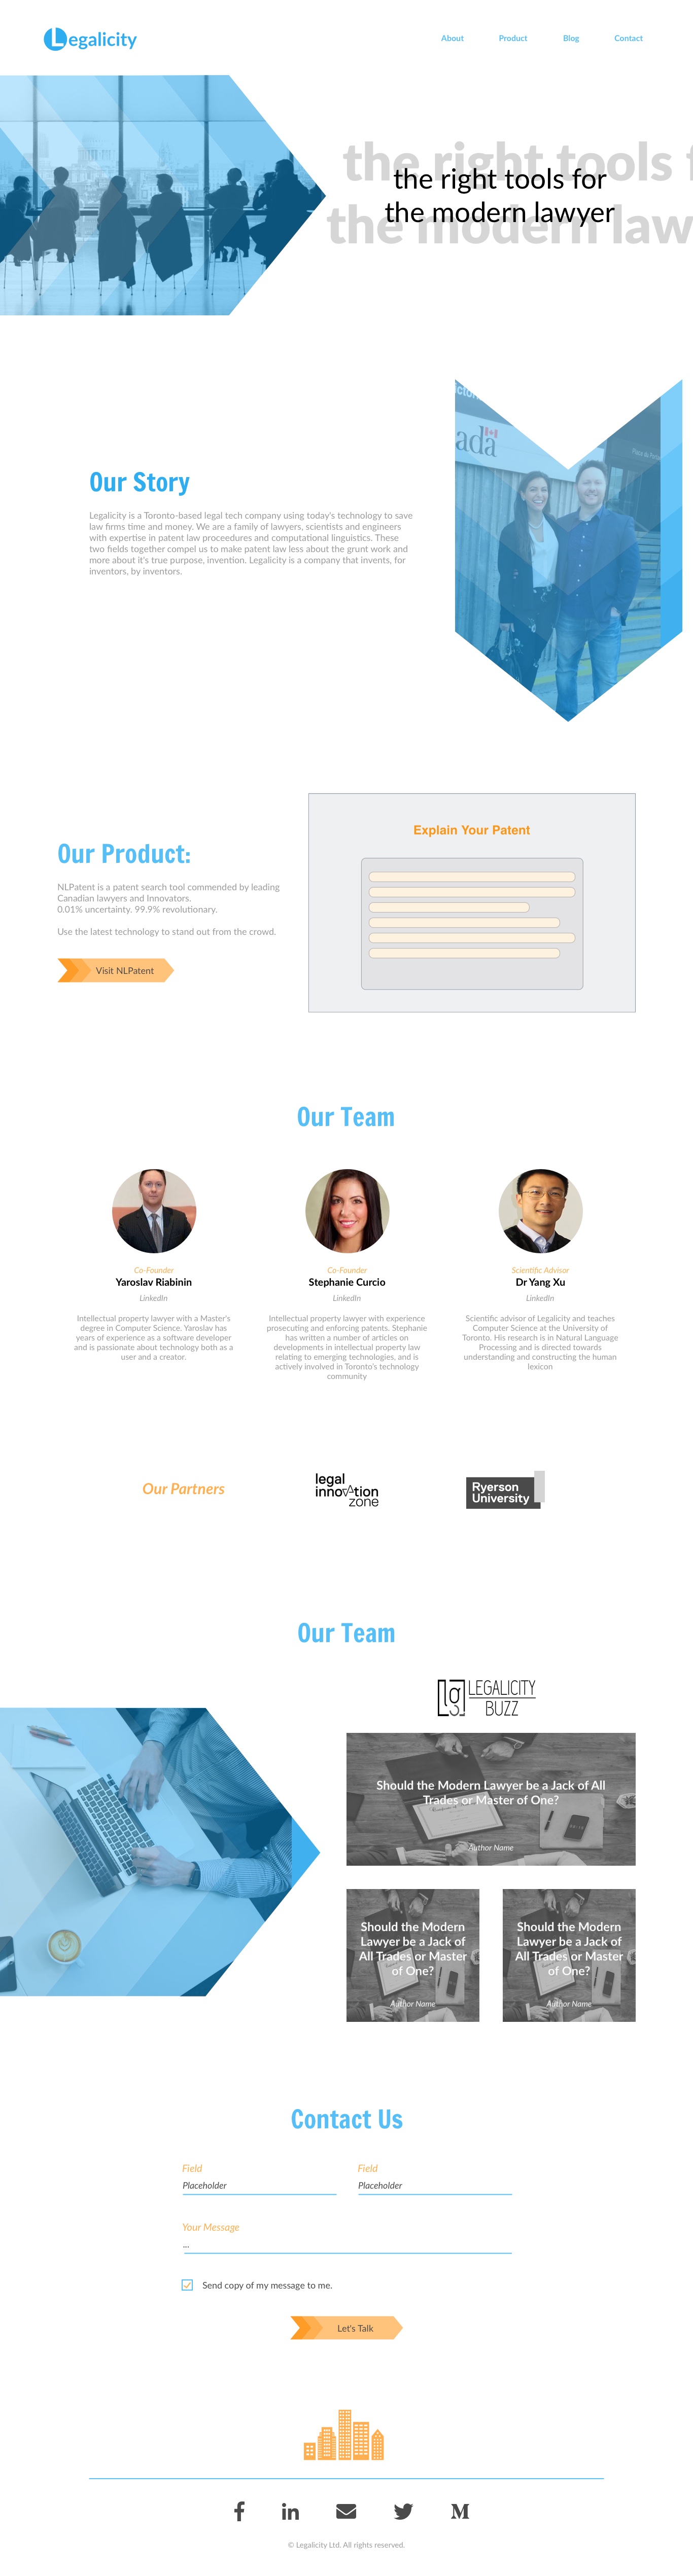 Legalicity
About Product Blog Contact
the right tools f
the modern law
the right tools for
the modern lawyer
ada
Our Story
Legalicity is a Toronto-based legal tech company using today's technology to save
law firms time and money. We are a family of lawyers, scientists and engineers
with expertise in patent law proceedures and computational linguistics. These
two fields together compel us to make patent law less about the grunt work and
more about it's true purpose, invention. Legalicity is a company that invents, for
inventors, by inventors.
Explain Your Patent
Our Product:
NLPatent is a patent search tool commended by leading
Canadian lawyers and Innovators.
0.01% uncertainty. 99.9% revolutionary.
Use the latest technology to stand out from the crowd.
Visit NLPatent
Our Team
Co-Founder
Yaroslav Riabinin
LinkedIn
Intellectual property lawyer with a Master's
degree in Computer Science. Yaroslav has
years of experience as a software developer
and is passionate about technology both as a
user and a creator.
Co-Founder
Stephanie Curcio
LinkedIn
Intellectual property lawyer with experience
prosecuting and enforcing patents. Stephanie
has written a number of articles on
developments in intellectual property law
relating to emerging technologies, and is
actively involved in Toronto's technology
community
Scientific Advisor
Dr Yang Xu
LinkedIn
Scientific advisor of Legality and teaches
Computer Science at the University of
Toronto. His research is in Natural Language
Processing and is directed towards
understanding and constructing the human
lexicon
Our Partners
legal
innovation
zone
Ryerson
University
Our Team
lg LEGALICITY
BUZZ
Should the Modern Lawyer be a Jack of All
Trades or Master of One?
Author Name
Should the Modern
Lawyer be a Jack of
All Trades or Master
of One?
Author Name
Should the Modern
Lawyer be a Jack of
All Trades or Master
of One?
Author Name
Contact Us
Field
Placeholder
Field
Placeholder
Your Message
...
Send copy of my message to me.
Let's Talk
© Legalicity Ltd. All rights reserved.